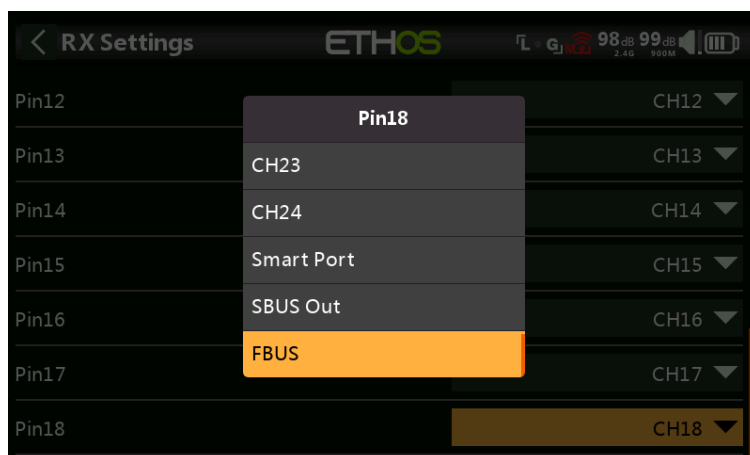 RX Settings ETHOS 98dB 2.4G 99dB 900M
Pin12 CH12
Pin13 CH13
Pin14 CH14
Pin15 CH15
Pin16 CH16
Pin17 CH17
Pin18 CH18
Pin18
CH23
CH24
Smart Port
SBUS Out
FBUS